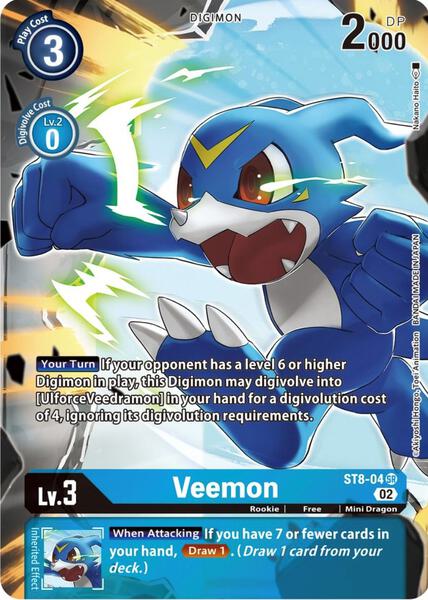 DIGIMON
Play Cost
3
DP
2000
Digivolve Cost
Lv.2
0
Nakano Haito
©Akiyoshi Hongo, Toei Animation BANDAI MADE IN JAPAN
Your Turn If your opponent has a level 6 or higher
Digimon in play, this Digimon may digivolve into
[UlforceVeedramon] in your hand for a digivolution cost
of 4, ignoring its digivolution requirements.
Lv.3
Veemon
ST8-04 SR
02
Rookie | Free | Mini Dragon
Inherited Effect
When Attacking If you have 7 or fewer cards in
your hand, Draw 1. (Draw 1 card from your
deck.)